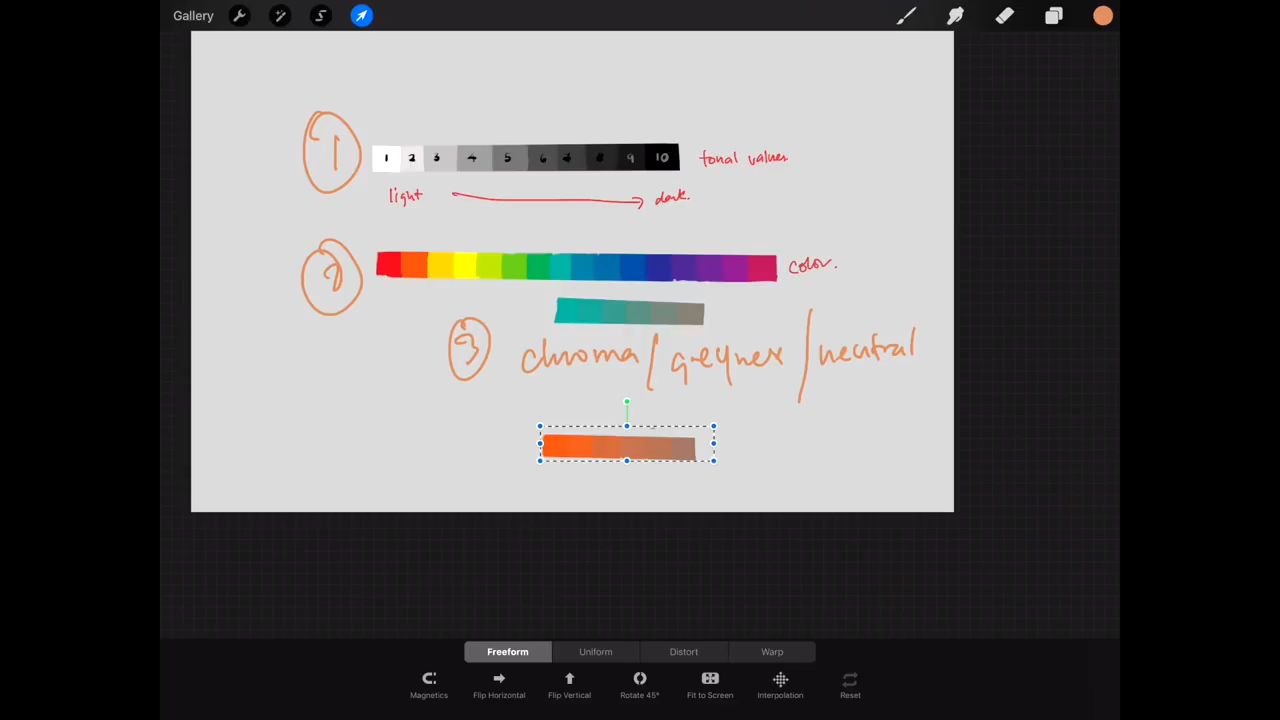 Gallery
1
1 2 3 4 5 6 8 9 10 tonal values
light dark.
2
color.
3 chroma/greyness/neutral
Freeform Uniform Distort Warp
Magnetics Flip Horizontal Flip Vertical Rotate 45° Fit to Screen Interpolation Reset